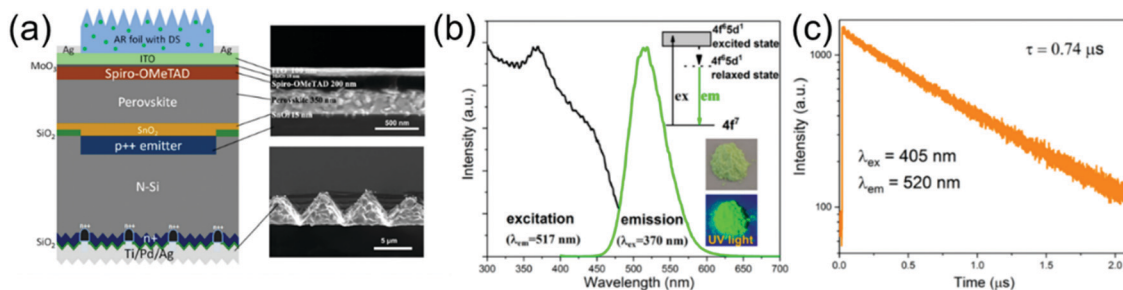 (a)
AR foil with DS
Ag
Ag
ITO
MoO₃
Spiro-OMeTAD
Perovskite
SiO₂
SnO₂
p++ emitter
N-Si
n++ n++ n++ n++
n+
SiO₂
Ti/Pd/Ag
Spiro-OMeTAD 200 nm
Perovskite 350 nm
SnO₂ 15 nm
500 nm
5 µm
(b)
Intensity (a.u.)
4f⁶5d¹
excited state
4f⁶5d¹
relaxed state
ex
em
4f⁷
UV light
excitation
(λem=517 nm)
emission
(λex=370 nm)
300 350 400 450 500 550 600 650 700
Wavelength (nm)
(c)
Intensity (a.u.)
1000
100
τ = 0.74 µs
λex = 405 nm
λem = 520 nm
0.0 0.5 1.0 1.5 2.0
Time (µs)